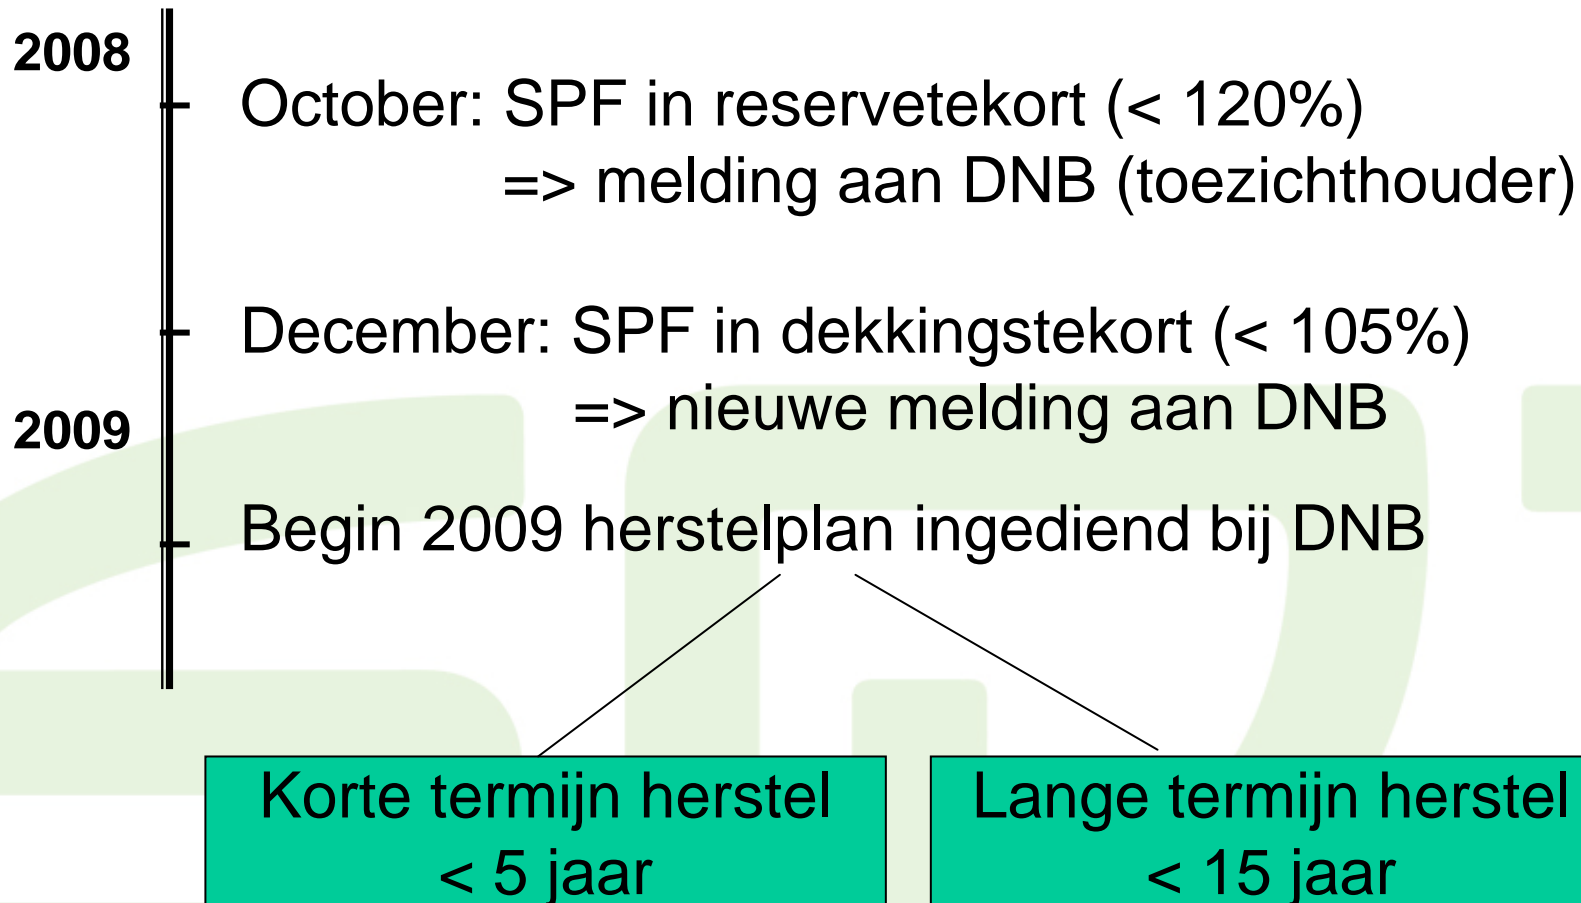 2008
October: SPF in reservetekort (< 120%)
=> melding aan DNB (toezichthouder)
December: SPF in dekkingstekort (< 105%)
=> nieuwe melding aan DNB
2009
Begin 2009 herstelplan ingediend bij DNB
Korte termijn herstel
< 5 jaar
Lange termijn herstel
< 15 jaar